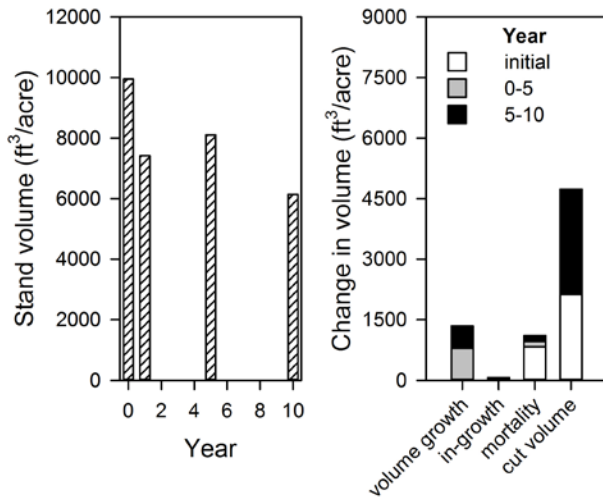 Stand volume (ft³/acre)
12000
10000
8000
6000
4000
2000
0
0 2 4 6 8 10
Year
Change in volume (ft³/acre)
9000
7500
6000
4500
3000
1500
0
Year
initial
0-5
5-10
volume growth
in-growth
mortality
cut volume